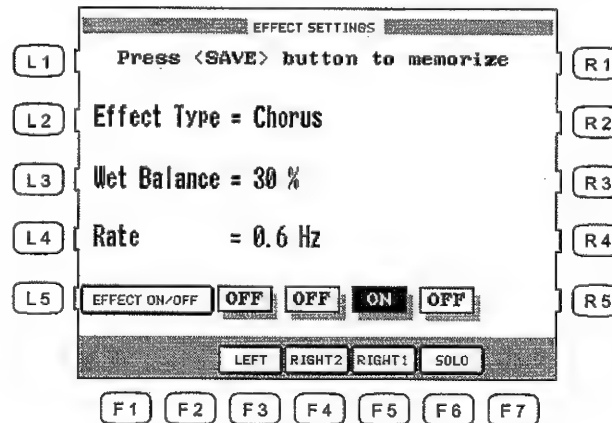 EFFECT SETTINGS
L1 Press <SAVE> button to memorize R1
L2 Effect Type = Chorus R2
L3 Wet Balance = 30 % R3
L4 Rate = 0.6 Hz R4
L5 EFFECT ON/OFF OFF OFF ON OFF R5
LEFT RIGHT2 RIGHT1 SOLO
F1 F2 F3 F4 F5 F6 F7